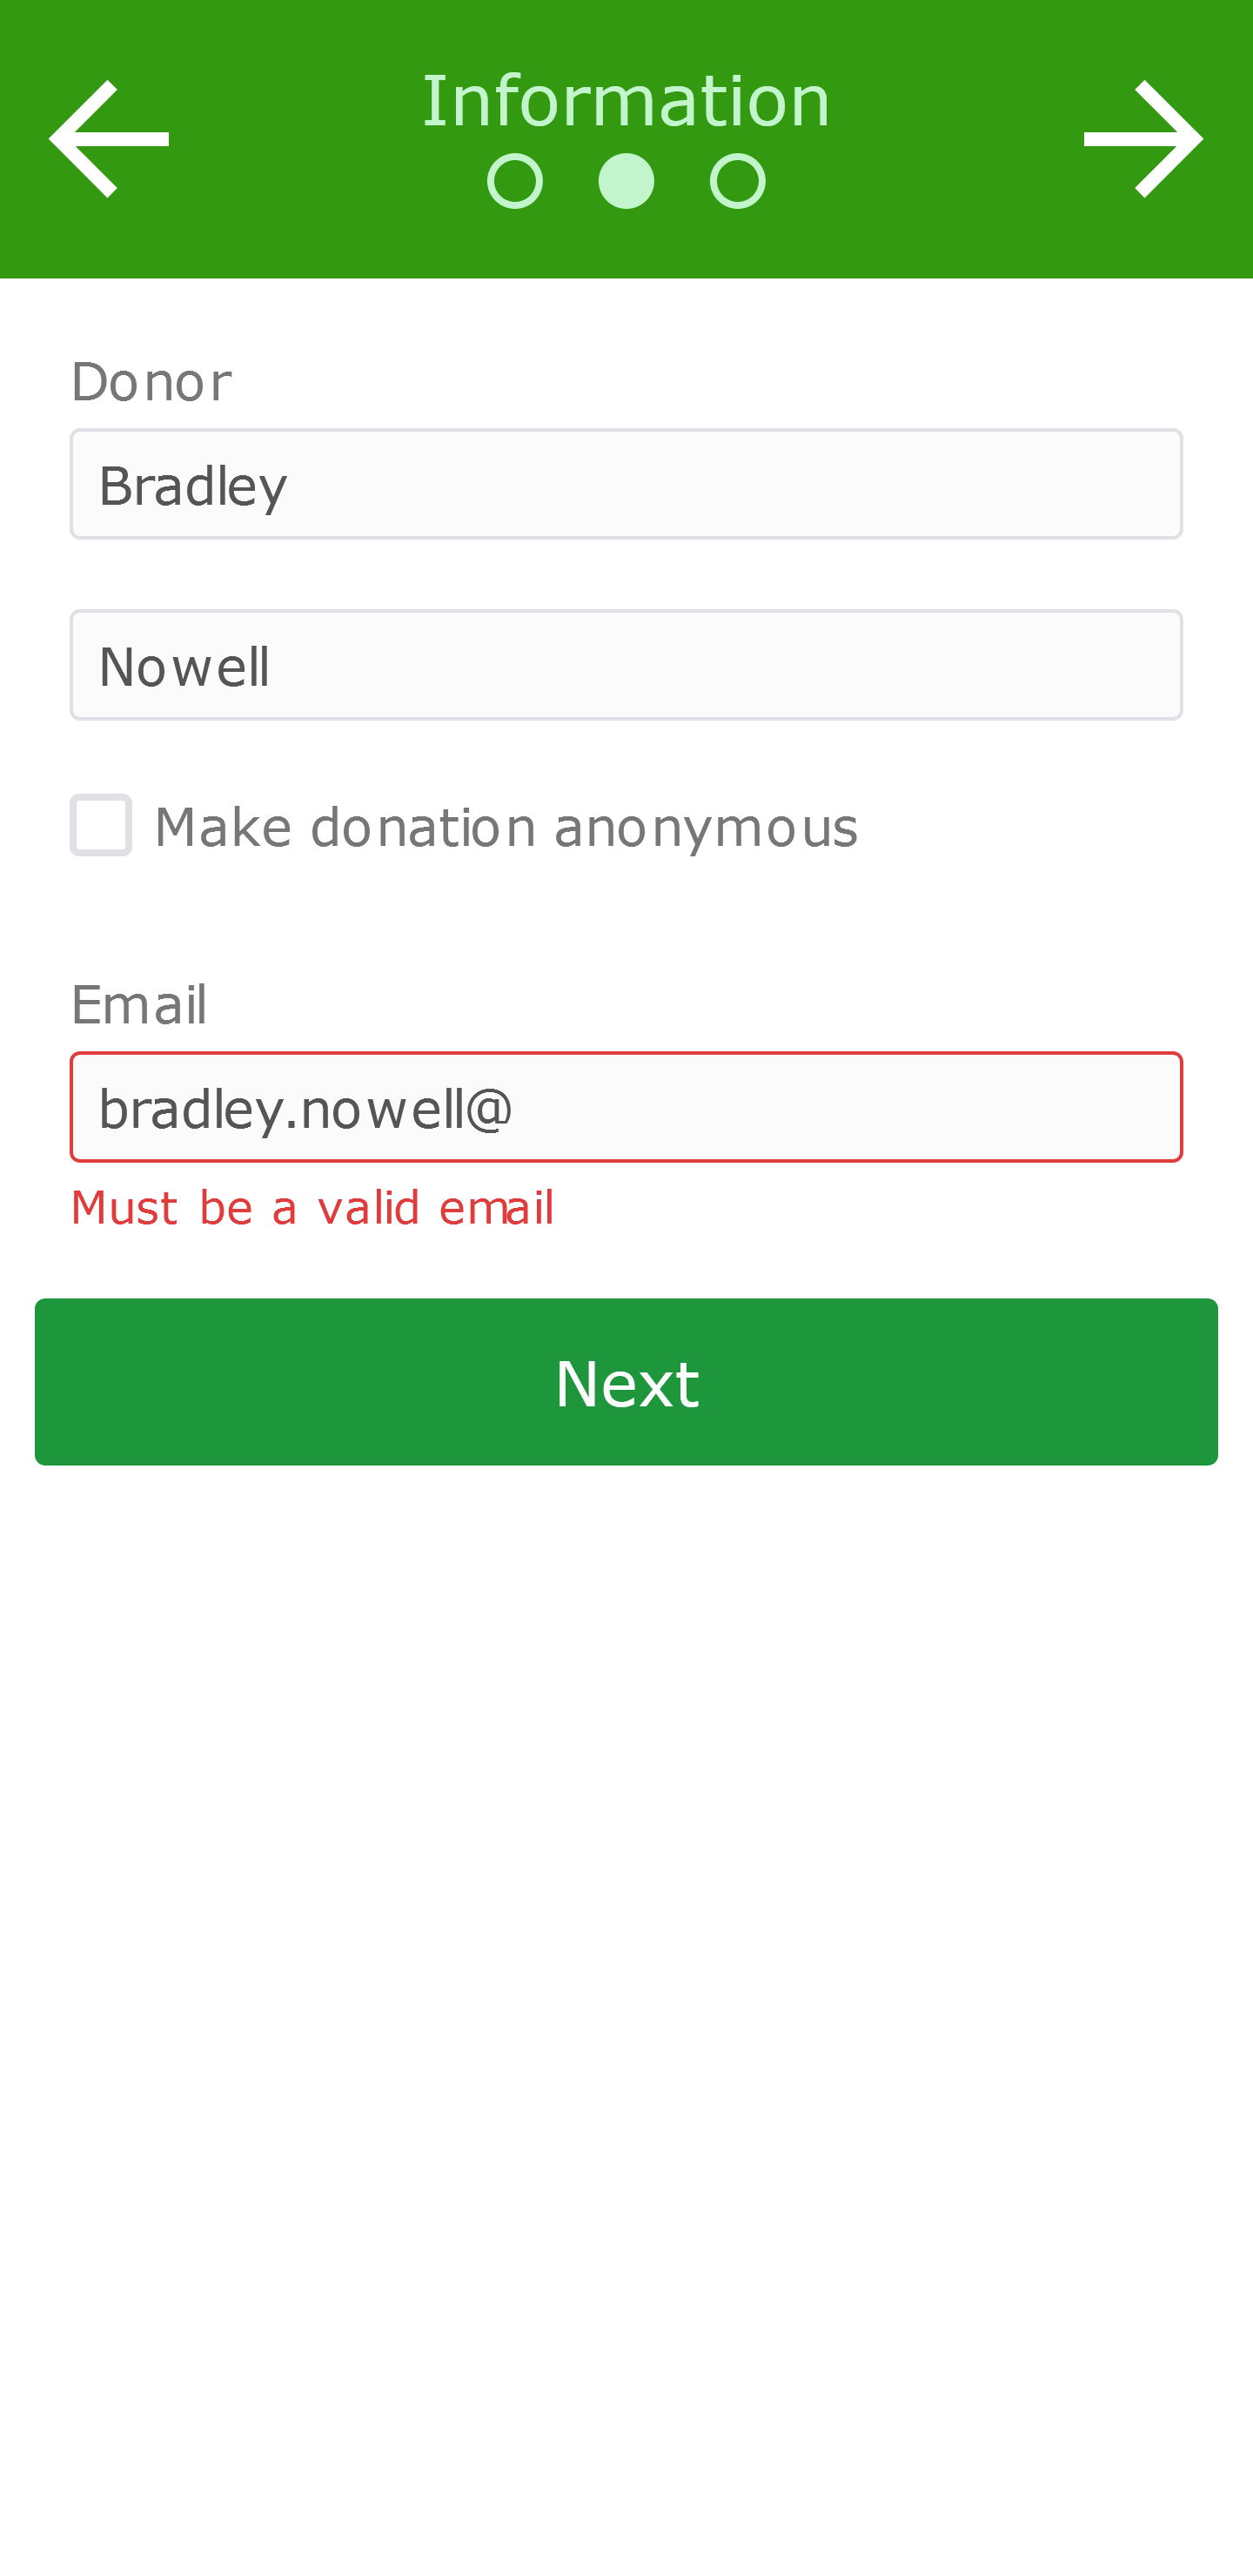 Information
Donor
Bradley
Nowell
Make donation anonymous
Email
bradley.nowell@
Must be a valid email
Next